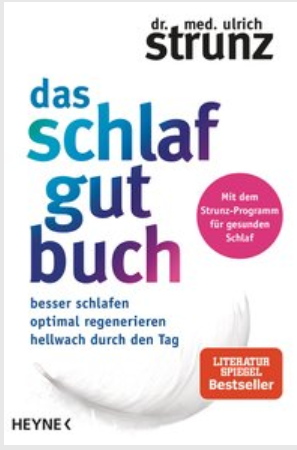 dr. med. ulrich
strunz
das
schlaf
gut
buch
Mit dem
Strunz-Programm
für gesunden
Schlaf
besser schlafen
optimal regenerieren
hellwach durch den Tag
LITERATUR
SPIEGEL
Bestseller
HEYNE